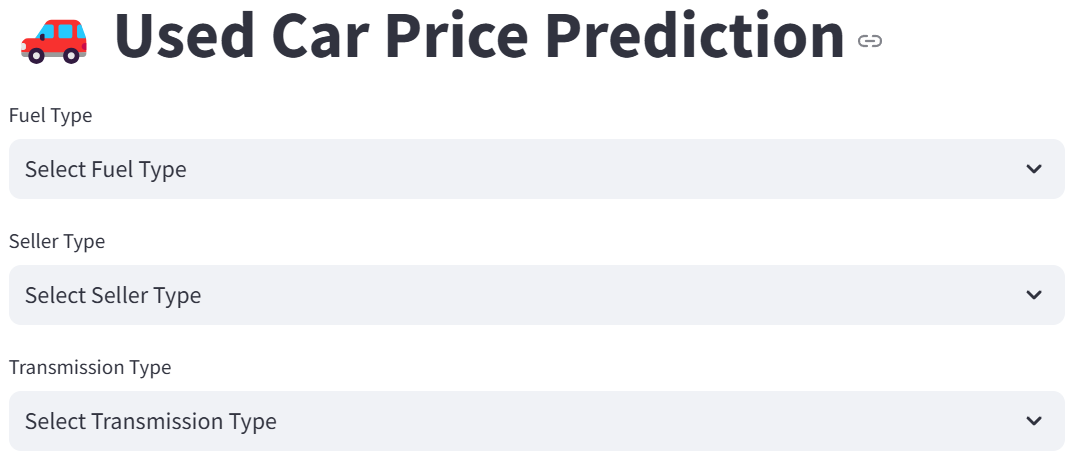 Used Car Price Prediction
Fuel Type
Select Fuel Type
Seller Type
Select Seller Type
Transmission Type
Select Transmission Type